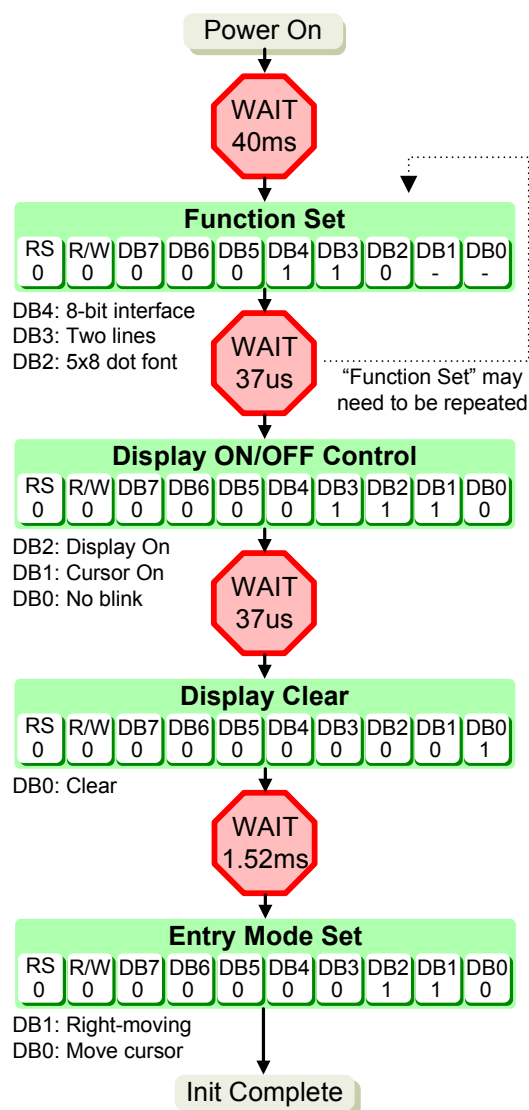 Power On
WAIT
40ms
Function Set
RS R/W DB7 DB6 DB5 DB4 DB3 DB2 DB1 DB0
0 0 0 0 0 1 1 0 - -
DB4: 8-bit interface
DB3: Two lines
DB2: 5x8 dot font
WAIT
37us
“Function Set” may
need to be repeated
Display ON/OFF Control
RS R/W DB7 DB6 DB5 DB4 DB3 DB2 DB1 DB0
0 0 0 0 0 0 1 1 1 0
DB2: Display On
DB1: Cursor On
DB0: No blink
WAIT
37us
Display Clear
RS R/W DB7 DB6 DB5 DB4 DB3 DB2 DB1 DB0
0 0 0 0 0 0 0 0 0 1
DB0: Clear
WAIT
1.52ms
Entry Mode Set
RS R/W DB7 DB6 DB5 DB4 DB3 DB2 DB1 DB0
0 0 0 0 0 0 0 1 1 0
DB1: Right-moving
DB0: Move cursor
Init Complete